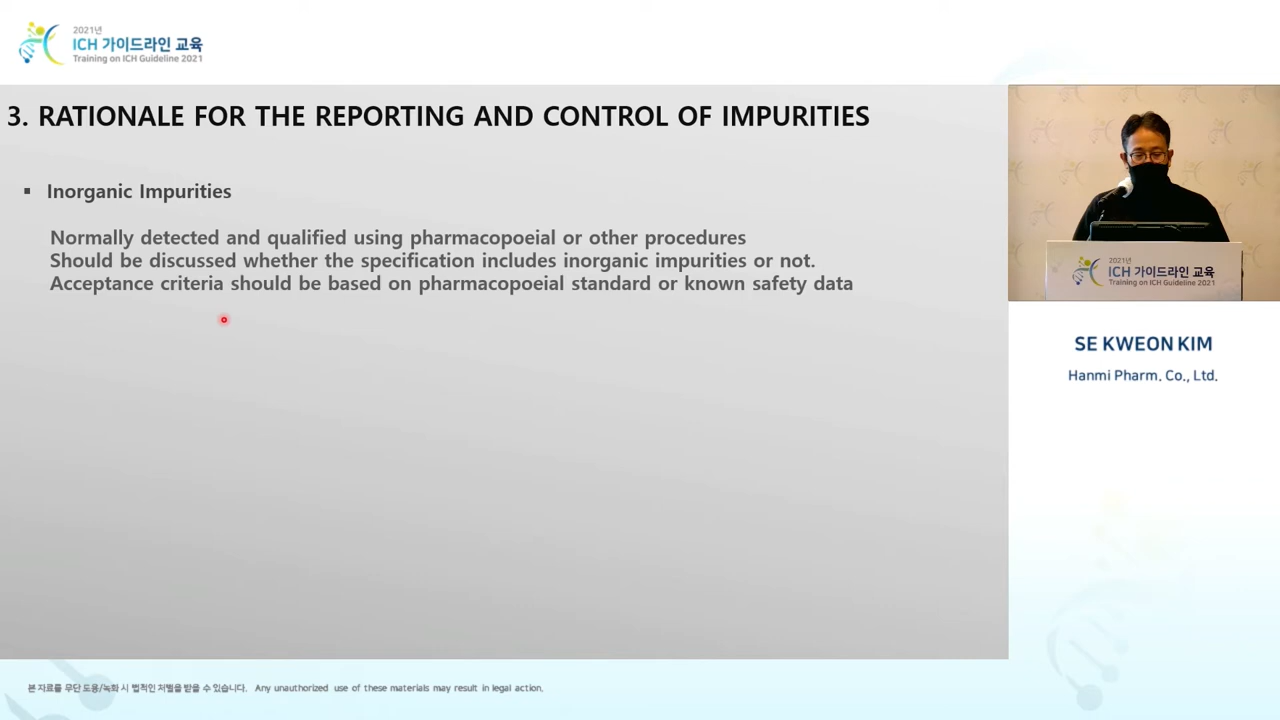 2021년
ICH 가이드라인 교육
Training on ICH Guideline 2021
3. RATIONALE FOR THE REPORTING AND CONTROL OF IMPURITIES
▪ Inorganic Impurities
Normally detected and qualified using pharmacopoeial or other procedures
Should be discussed whether the specification includes inorganic impurities or not.
Acceptance criteria should be based on pharmacopoeial standard or known safety data
2021년
ICH 가이드라인 교육
Training on ICH Guideline 2021
SE KWEON KIM
Hanmi Pharm. Co., Ltd.
본 자료를 무단 도용/녹화 시 법적인 처벌을 받을 수 있습니다. Any unauthorized use of these materials may result in legal action.